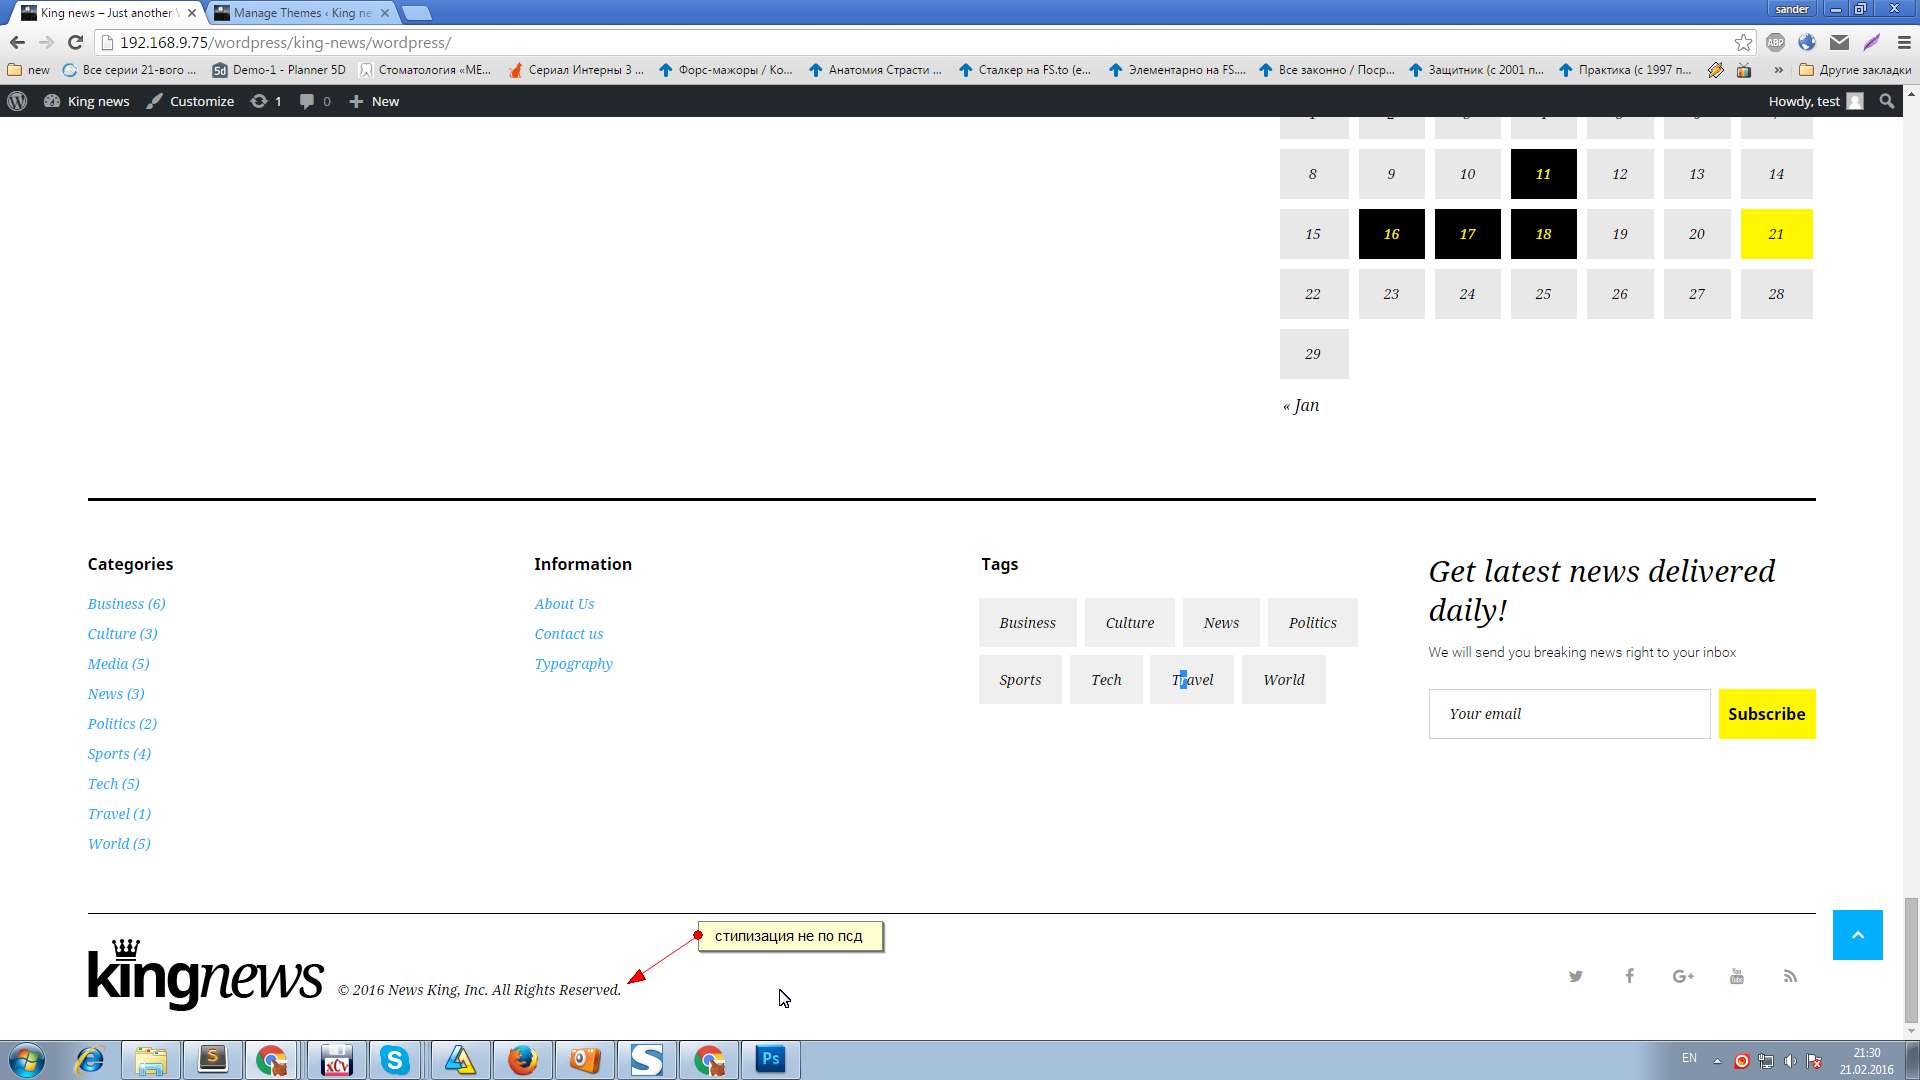 King news – Just another
Manage Themes ‹ King ne
sander
192.168.9.75/wordpress/king-news/wordpress/
ABP
new
Все серии 21-вого ...
Demo-1 - Planner 5D
Стоматология «МЕ...
Сериал Интерны 3 ...
Форс-мажоры / Ко...
Анатомия Страсти ...
Сталкер на FS.to (е...
Элементарно на FS....
Все законно / Поср...
Защитник (с 2001 п...
Практика (с 1997 п...
»
Другие закладки
King news
Customize
1
0
New
Howdy, test
8 9 10 11 12 13 14
15 16 17 18 19 20 21
22 23 24 25 26 27 28
29
« Jan
Categories
Business (6)
Culture (3)
Media (5)
News (3)
Politics (2)
Sports (4)
Tech (5)
Travel (1)
World (5)
Information
About Us
Contact us
Typography
Tags
Business Culture News Politics
Sports Tech Travel World
Get latest news delivered
daily!
We will send you breaking news right to your inbox
Your email
Subscribe
стилизация не по псд
kingnews
© 2016 News King, Inc. All Rights Reserved.
EN
21:30
21.02.2016